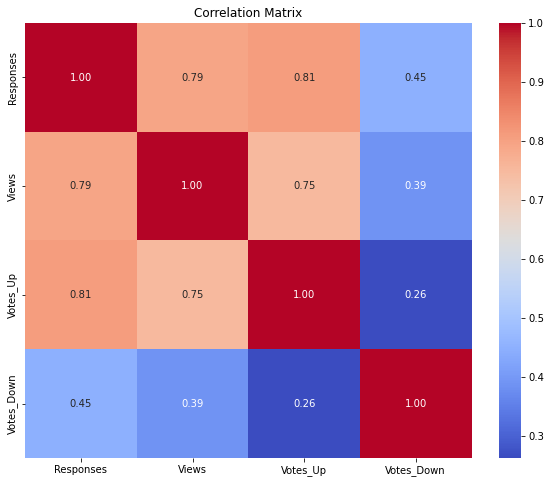 Correlation Matrix
Responses 1.00 0.79 0.81 0.45
Views 0.79 1.00 0.75 0.39
Votes_Up 0.81 0.75 1.00 0.26
Votes_Down 0.45 0.39 0.26 1.00
Responses Views Votes_Up Votes_Down
1.0
0.9
0.8
0.7
0.6
0.5
0.4
0.3